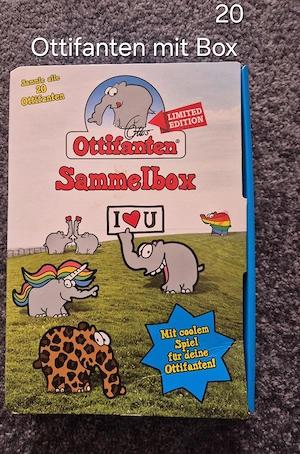 20
Ottifanten mit Box
Sammle alle
20
Ottifanten
LIMITED
EDITION
Otto's
Ottifanten®
Sammelbox
I ♥ U
Mit coolem
Spiel
für deine
Ottifanten!